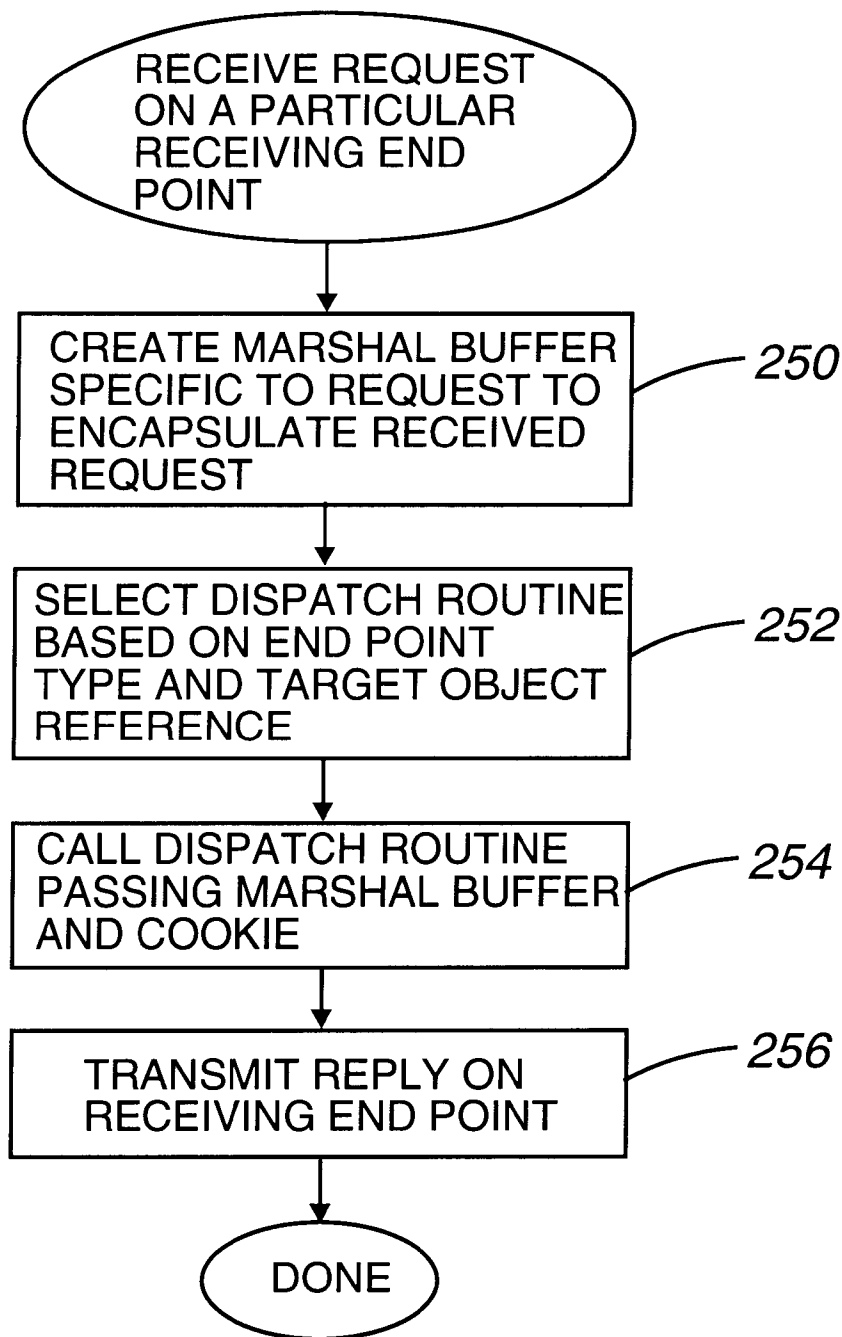 RECEIVE REQUEST
ON A PARTICULAR
RECEIVING END
POINT
CREATE MARSHAL BUFFER
SPECIFIC TO REQUEST TO
ENCAPSULATE RECEIVED
REQUEST
250
SELECT DISPATCH ROUTINE
BASED ON END POINT
TYPE AND TARGET OBJECT
REFERENCE
252
CALL DISPATCH ROUTINE
PASSING MARSHAL BUFFER
AND COOKIE
254
TRANSMIT REPLY ON
RECEIVING END POINT
256
DONE